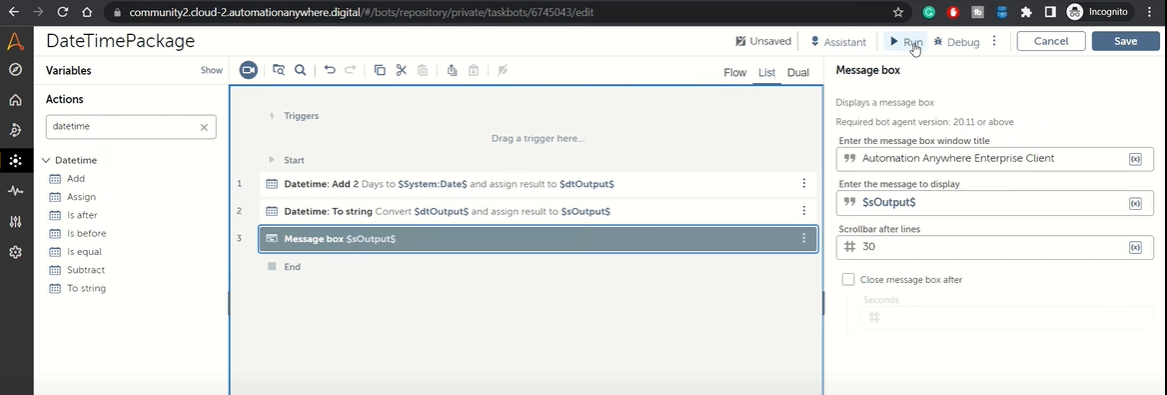 community2.cloud-2.automationanywhere.digital/#/bots/repository/private/taskbots/6745043/edit
Incognito
DateTimePackage
Unsaved
Assistant
Run
Debug
Cancel
Save
Variables
Show
Actions
datetime
Datetime
Add
Assign
Is after
Is before
Is equal
Subtract
To string
Flow
List
Dual
Triggers
Drag a trigger here...
Start
1 Datetime: Add 2 Days to $System:Date$ and assign result to $dtOutput$
2 Datetime: To string Convert $dtOutput$ and assign result to $sOutput$
3 Message box $sOutput$
End
Message box
Displays a message box
Required bot agent version: 20.11 or above
Enter the message box window title
Automation Anywhere Enterprise Client
(x)
Enter the message to display
$sOutput$
(x)
Scrollbar after lines
30
(x)
Close message box after
Seconds